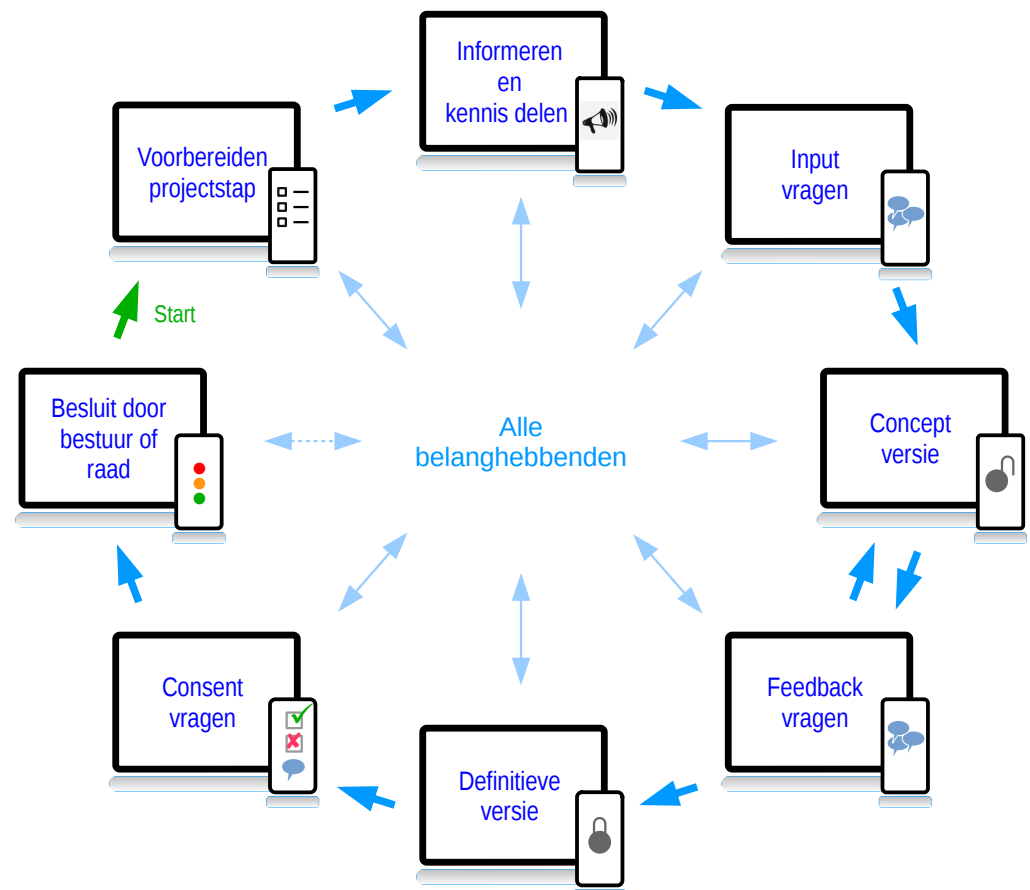 Informeren
en
kennis delen
Voorbereiden
projectstap
Input
vragen
Start
Besluit door
bestuur of
raad
Alle
belanghebbenden
Concept
versie
Consent
vragen
Feedback
vragen
Definitieve
versie